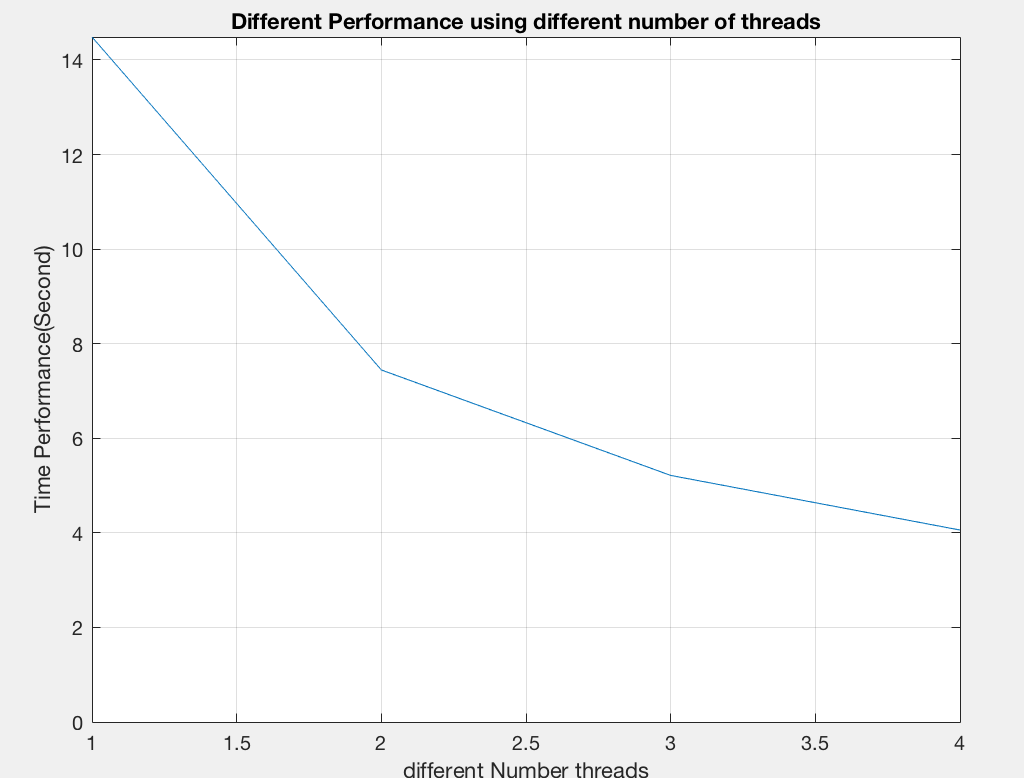 Different Performance using different number of threads
14
12
10
8
6
4
2
0
Time Performance(Second)
1 1.5 2 2.5 3 3.5 4
different Number threads